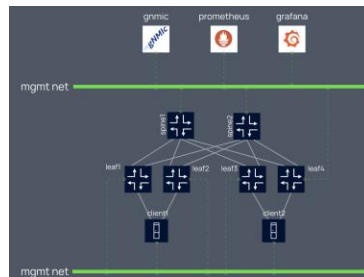 gnmic prometheus grafana
gNMIc
mgmt net
spine1 spine2
leaf1 leaf2 leaf3 leaf4
client1 client2
mgmt net